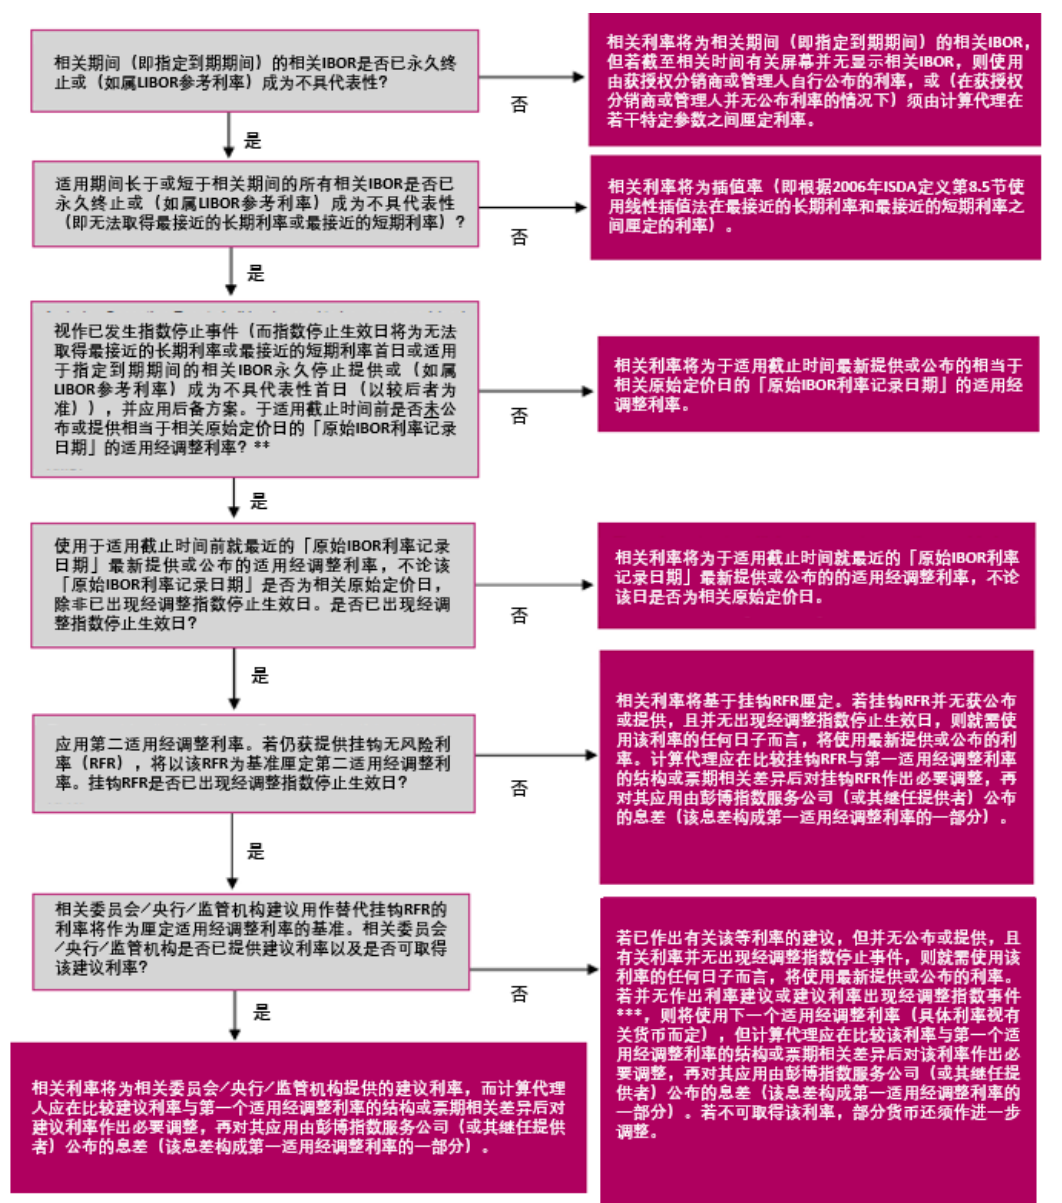 相关期间（即指定到期期间）的相关IBOR是否已永久终
止或（如属LIBOR参考利率）成为不具代表性？
否
相关利率将为相关期间（即指定到期期间）的相关IBOR，
但若截至相关时间有关屏幕并无显示相关IBOR，则使用
由获授权分销商或管理人自行公布的利率，或（在获授权
分销商或管理人并无公布利率的情况下）须由计算代理在
若干特定参数之间厘定利率。
是
适用期间长于或短于相关期间的所有相关IBOR是否已
永久终止或（如属LIBOR参考利率）成为不具代表性
（即无法取得最接近的长期利率或最接近的短期利率）？
否
相关利率将为插值率（即根据2006年ISDA定义第8.5节使
用线性插值法在最接近的长期利率和最接近的短期利率之
间厘定的利率）。
是
视作已发生指数停止事件（而指数停止生效日将为无法
取得最接近的长期利率或最接近的短期利率首日或适用
于指定到期期间的相关IBOR永久停止提供或（如属
LIBOR参考利率）成为不具代表性首日（以较后者为
准）），并应用后备方案。于适用截止时间前是否未公
布或提供相当于相关原始定价日的「原始IBOR利率记录
日期」的适用经调整利率？**
否
相关利率将为于适用截止时间最新提供或公布的相当于
相关原始定价日的「原始IBOR利率记录日期」的适用经
调整利率。
是
使用于适用截止时间前就最近的「原始IBOR利率记录
日期」最新提供或公布的适用经调整利率，不论该
「原始IBOR利率记录日期」是否为相关原始定价日，
除非已出现经调整指数停止生效日。是否已出现经调
整指数停止生效日？
否
相关利率将为于适用截止时间就最近的「原始IBOR利率
记录日期」最新提供或公布的的适用经调整利率，不论
该日是否为相关原始定价日。
是
应用第二适用经调整利率。若仍获提供挂钩无风险利
率（RFR），将以该RFR为基准厘定第二适用经调整利
率。挂钩RFR是否已出现经调整指数停止生效日？
否
相关利率将基于挂钩RFR厘定。若挂钩RFR并无获公布
或提供，且并无出现经调整指数停止生效日，则就需使
用该利率的任何日子而言，将使用最新提供或公布的利
率。计算代理应在比较挂钩RFR与第一适用经调整利率
的结构或票期相关差异后对挂钩RFR作出必要调整，再
对其应用由彭博指数服务公司（或其继任提供者）公布
的息差（该息差构成第一适用经调整利率的一部分）。
是
相关委员会/央行/监管机构建议用作替代挂钩RFR的
利率将作为厘定适用经调整利率的基准。相关委员会
/央行/监管机构是否已提供建议利率以及是否可取得
该建议利率？
否
若已作出有关该等利率的建议，但并无公布或提供，且
有关利率并无出现经调整指数停止事件，则就需使用该
利率的任何日子而言，将使用最新提供或公布的利率。
若并无作出利率建议或建议利率出现经调整指数事件
***，则将使用下一个适用经调整利率（具体利率视有
关货币而定），但计算代理应在比较该利率与第一个适
用经调整利率的结构或票期相关差异后对该利率作出必
要调整，再对其应用由彭博指数服务公司（或其继任提
供者）公布的息差（该息差构成第一适用经调整利率的
一部分）。若不可取得该利率，部分货币还须作进一步
调整。
是
相关利率将为相关委员会/央行/监管机构提供的建议利率，而计算代理
人应在比较建议利率与第一个适用经调整利率的结构或票期相关差异后对
建议利率作出必要调整，再对其应用由彭博指数服务公司（或其继任提供
者）公布的息差（该息差构成第一适用经调整利率的一部分）。